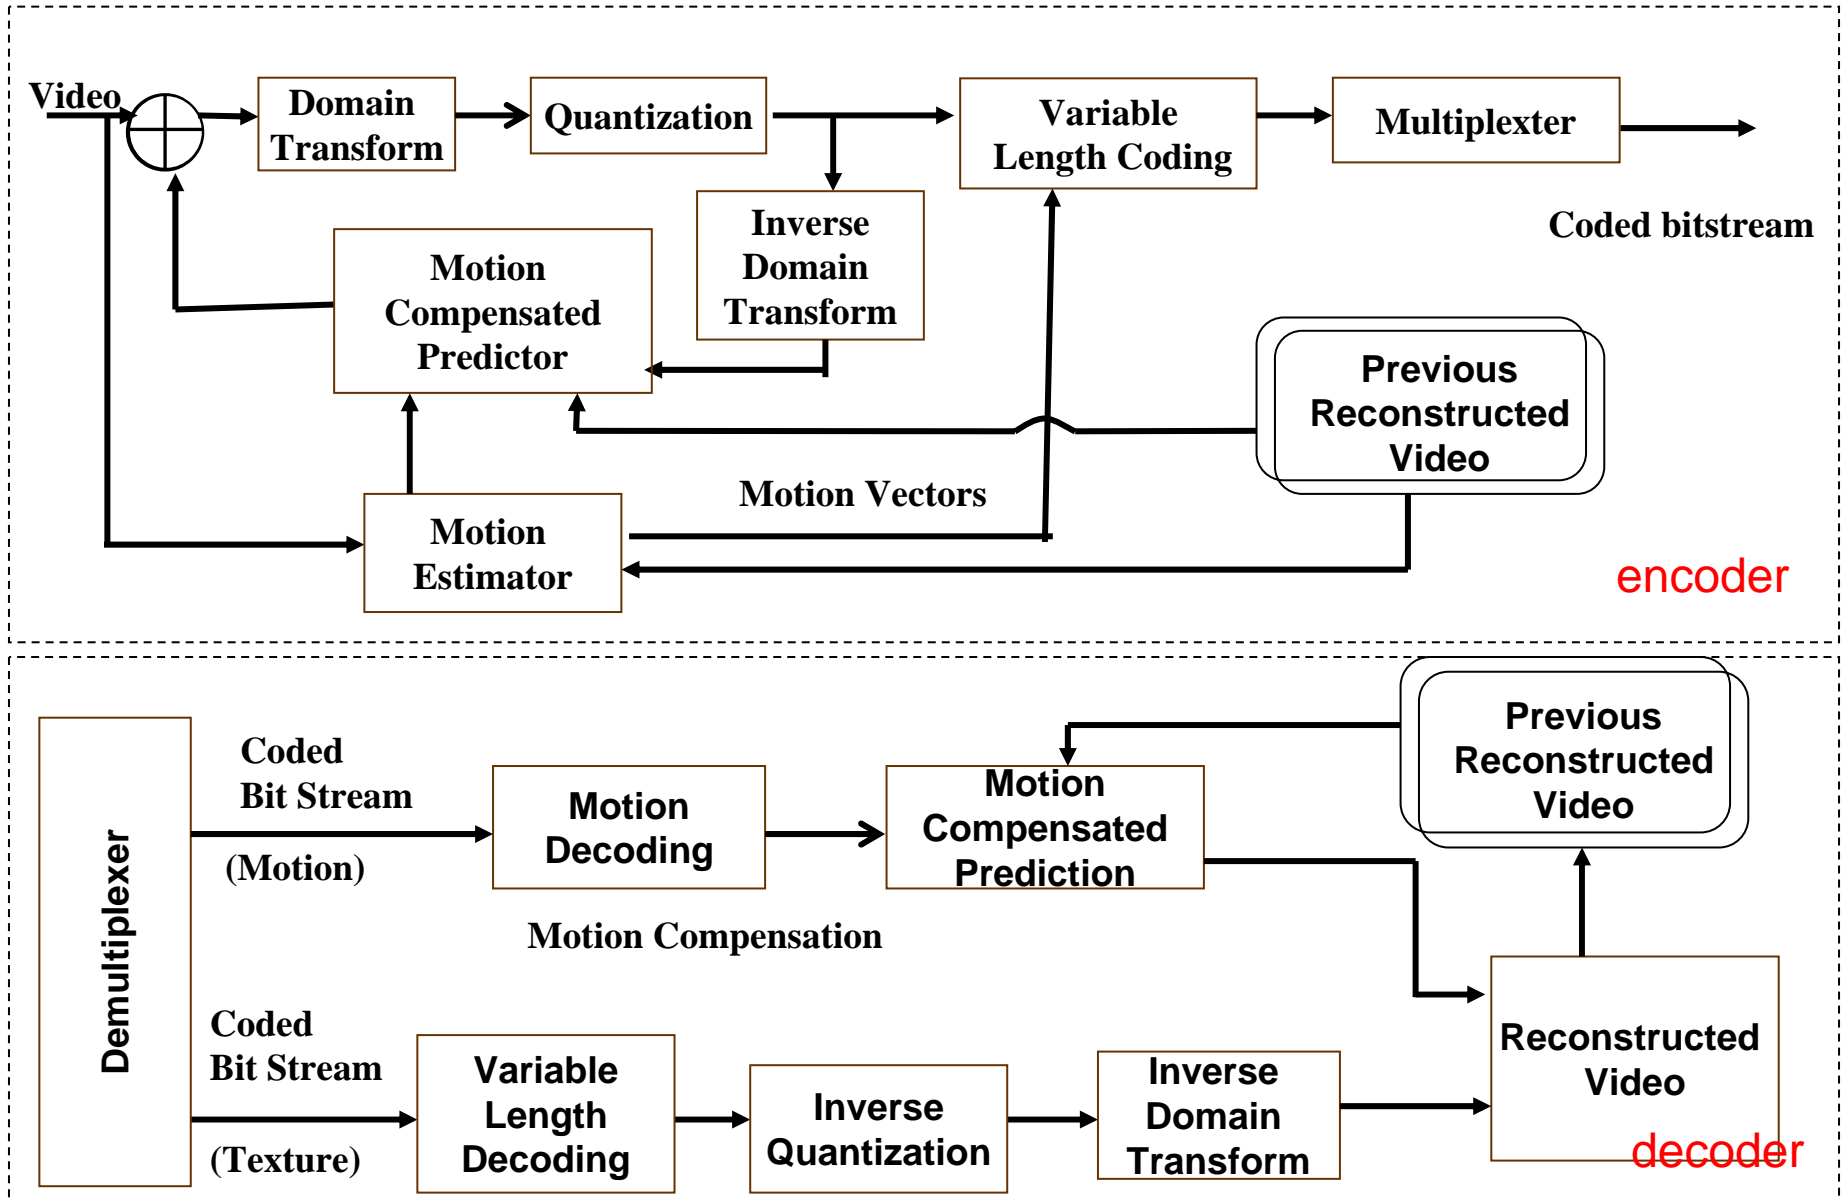 Video
Domain
Transform
Quantization
Variable
Length Coding
Multiplexter
Inverse
Domain
Transform
Coded bitstream
Motion
Compensated
Predictor
Previous
Reconstructed
Video
Motion Vectors
Motion
Estimator
encoder
Demultiplexer
Coded
Bit Stream
(Motion)
Motion
Decoding
Motion
Compensated
Prediction
Previous
Reconstructed
Video
Motion Compensation
Coded
Bit Stream
(Texture)
Variable
Length
Decoding
Inverse
Quantization
Inverse
Domain
Transform
Reconstructed
Video
decoder